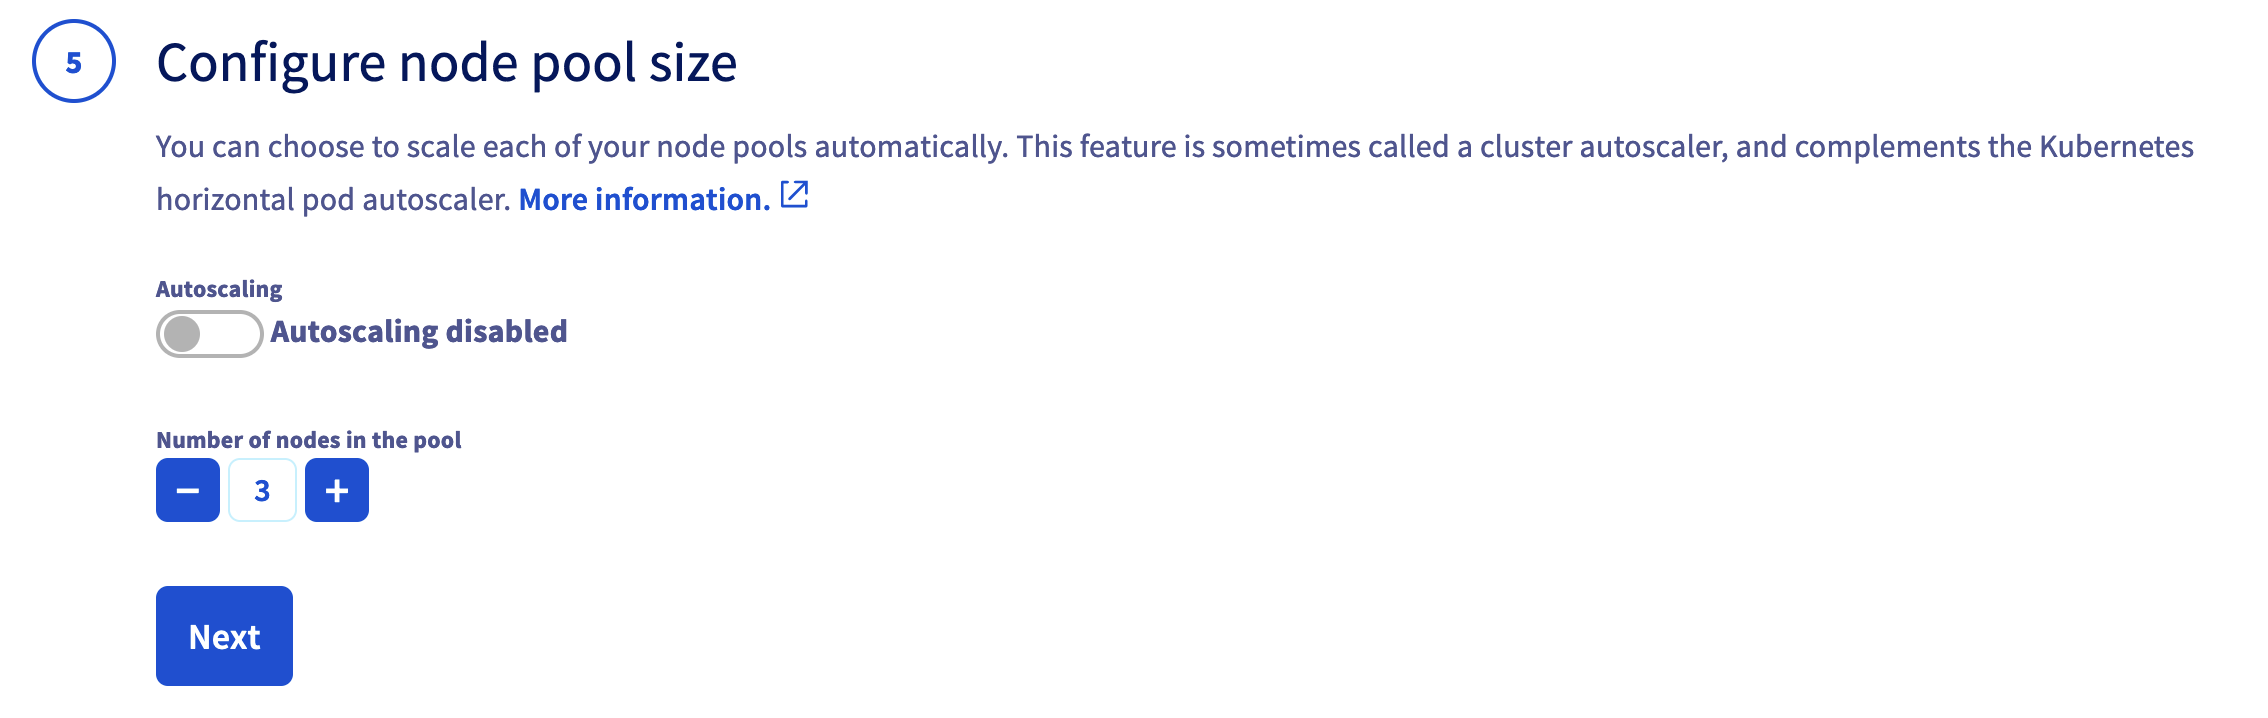 5
Configure node pool size
You can choose to scale each of your node pools automatically. This feature is sometimes called a cluster autoscaler, and complements the Kubernetes
horizontal pod autoscaler. More information.
Autoscaling
Autoscaling disabled
Number of nodes in the pool
− 3 +
Next